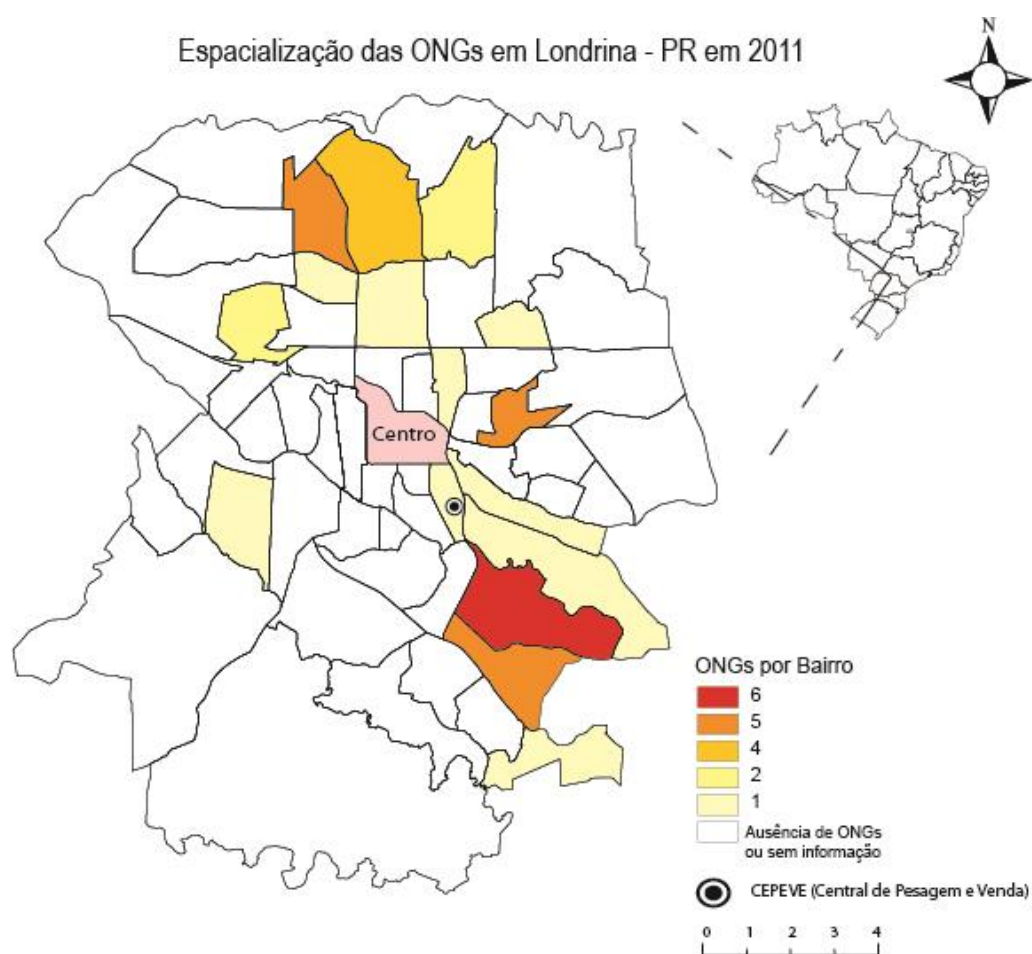 Espacialização das ONGs em Londrina - PR em 2011
N
Centro
ONGs por Bairro
6
5
4
2
1
Ausência de ONGs
ou sem informação
CEPEVE (Central de Pesagem e Venda)
0 1 2 3 4